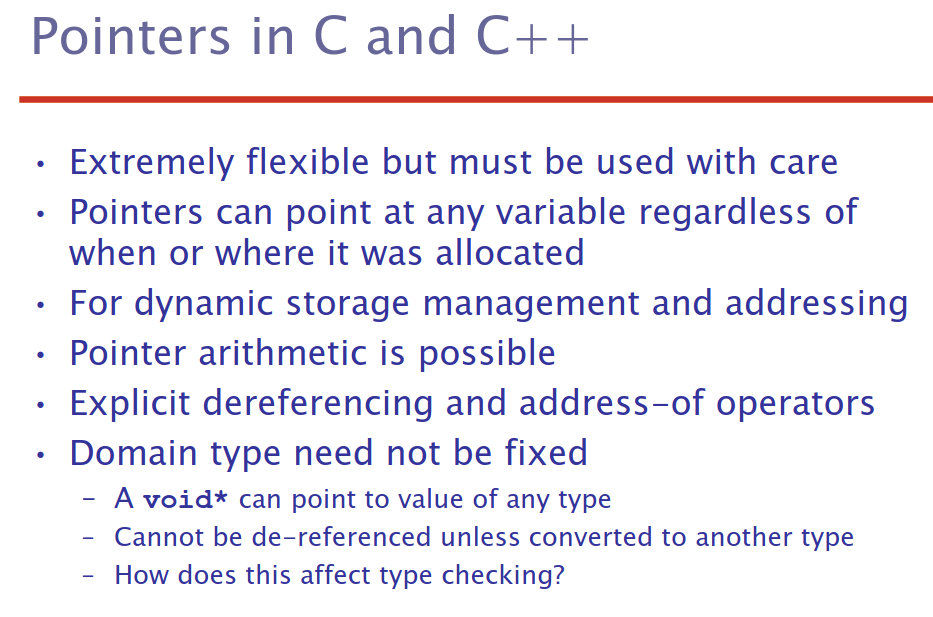 Pointers in C and C++
• Extremely flexible but must be used with care
• Pointers can point at any variable regardless of
when or where it was allocated
• For dynamic storage management and addressing
• Pointer arithmetic is possible
• Explicit dereferencing and address-of operators
• Domain type need not be fixed
– A void* can point to value of any type
– Cannot be de-referenced unless converted to another type
– How does this affect type checking?